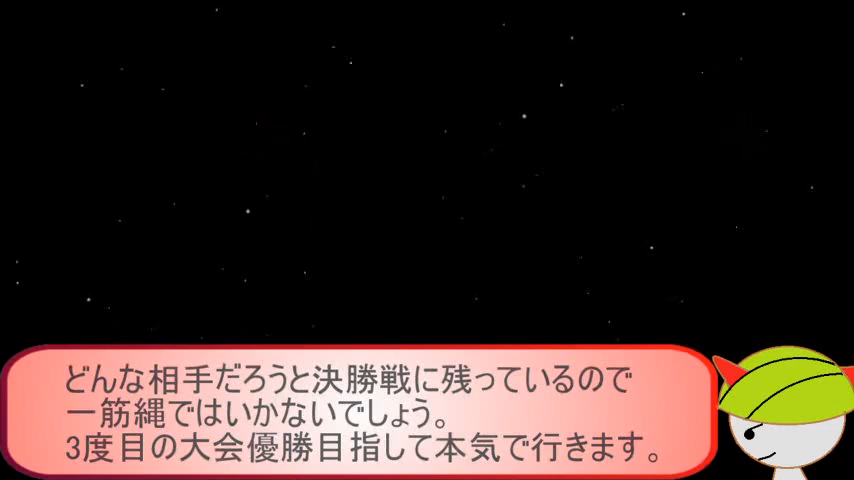 どんな相手だろうと決勝戦に残っているので
一筋縄ではいかないでしょう。
3度目の大会優勝目指して本気で行きます。